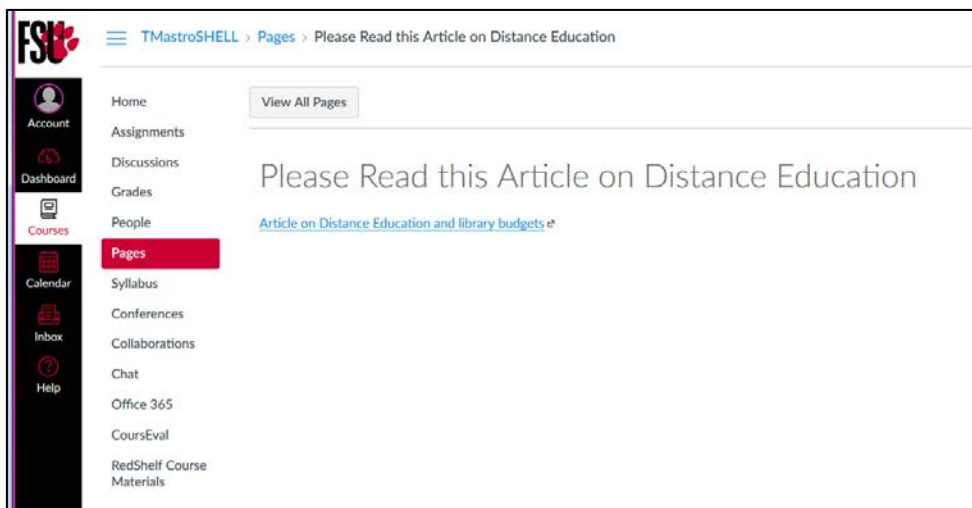 FSU
TMastroSHELL > Pages > Please Read this Article on Distance Education
Account
Dashboard
Courses
Calendar
Inbox
Help
Home
Assignments
Discussions
Grades
People
Pages
Syllabus
Conferences
Collaborations
Chat
Office 365
CoursEval
RedShelf Course
Materials
View All Pages
Please Read this Article on Distance Education
Article on Distance Education and library budgets